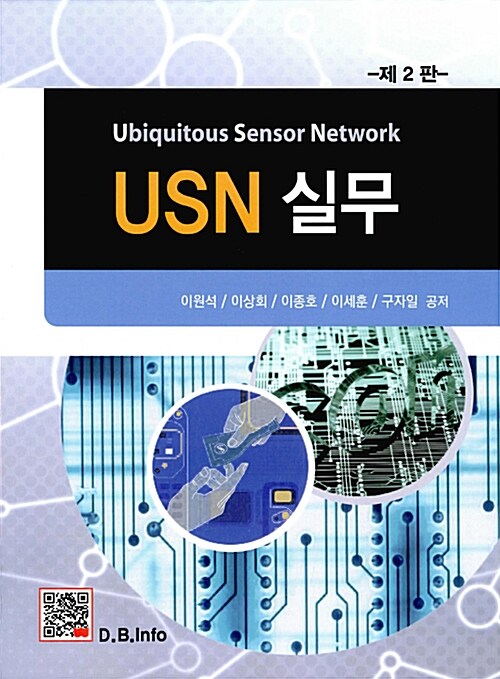 -제 2 판-
Ubiquitous Sensor Network
USN 실무
이원석 / 이상회 / 이종호 / 이세훈 / 구자일 공저
D.B.Info